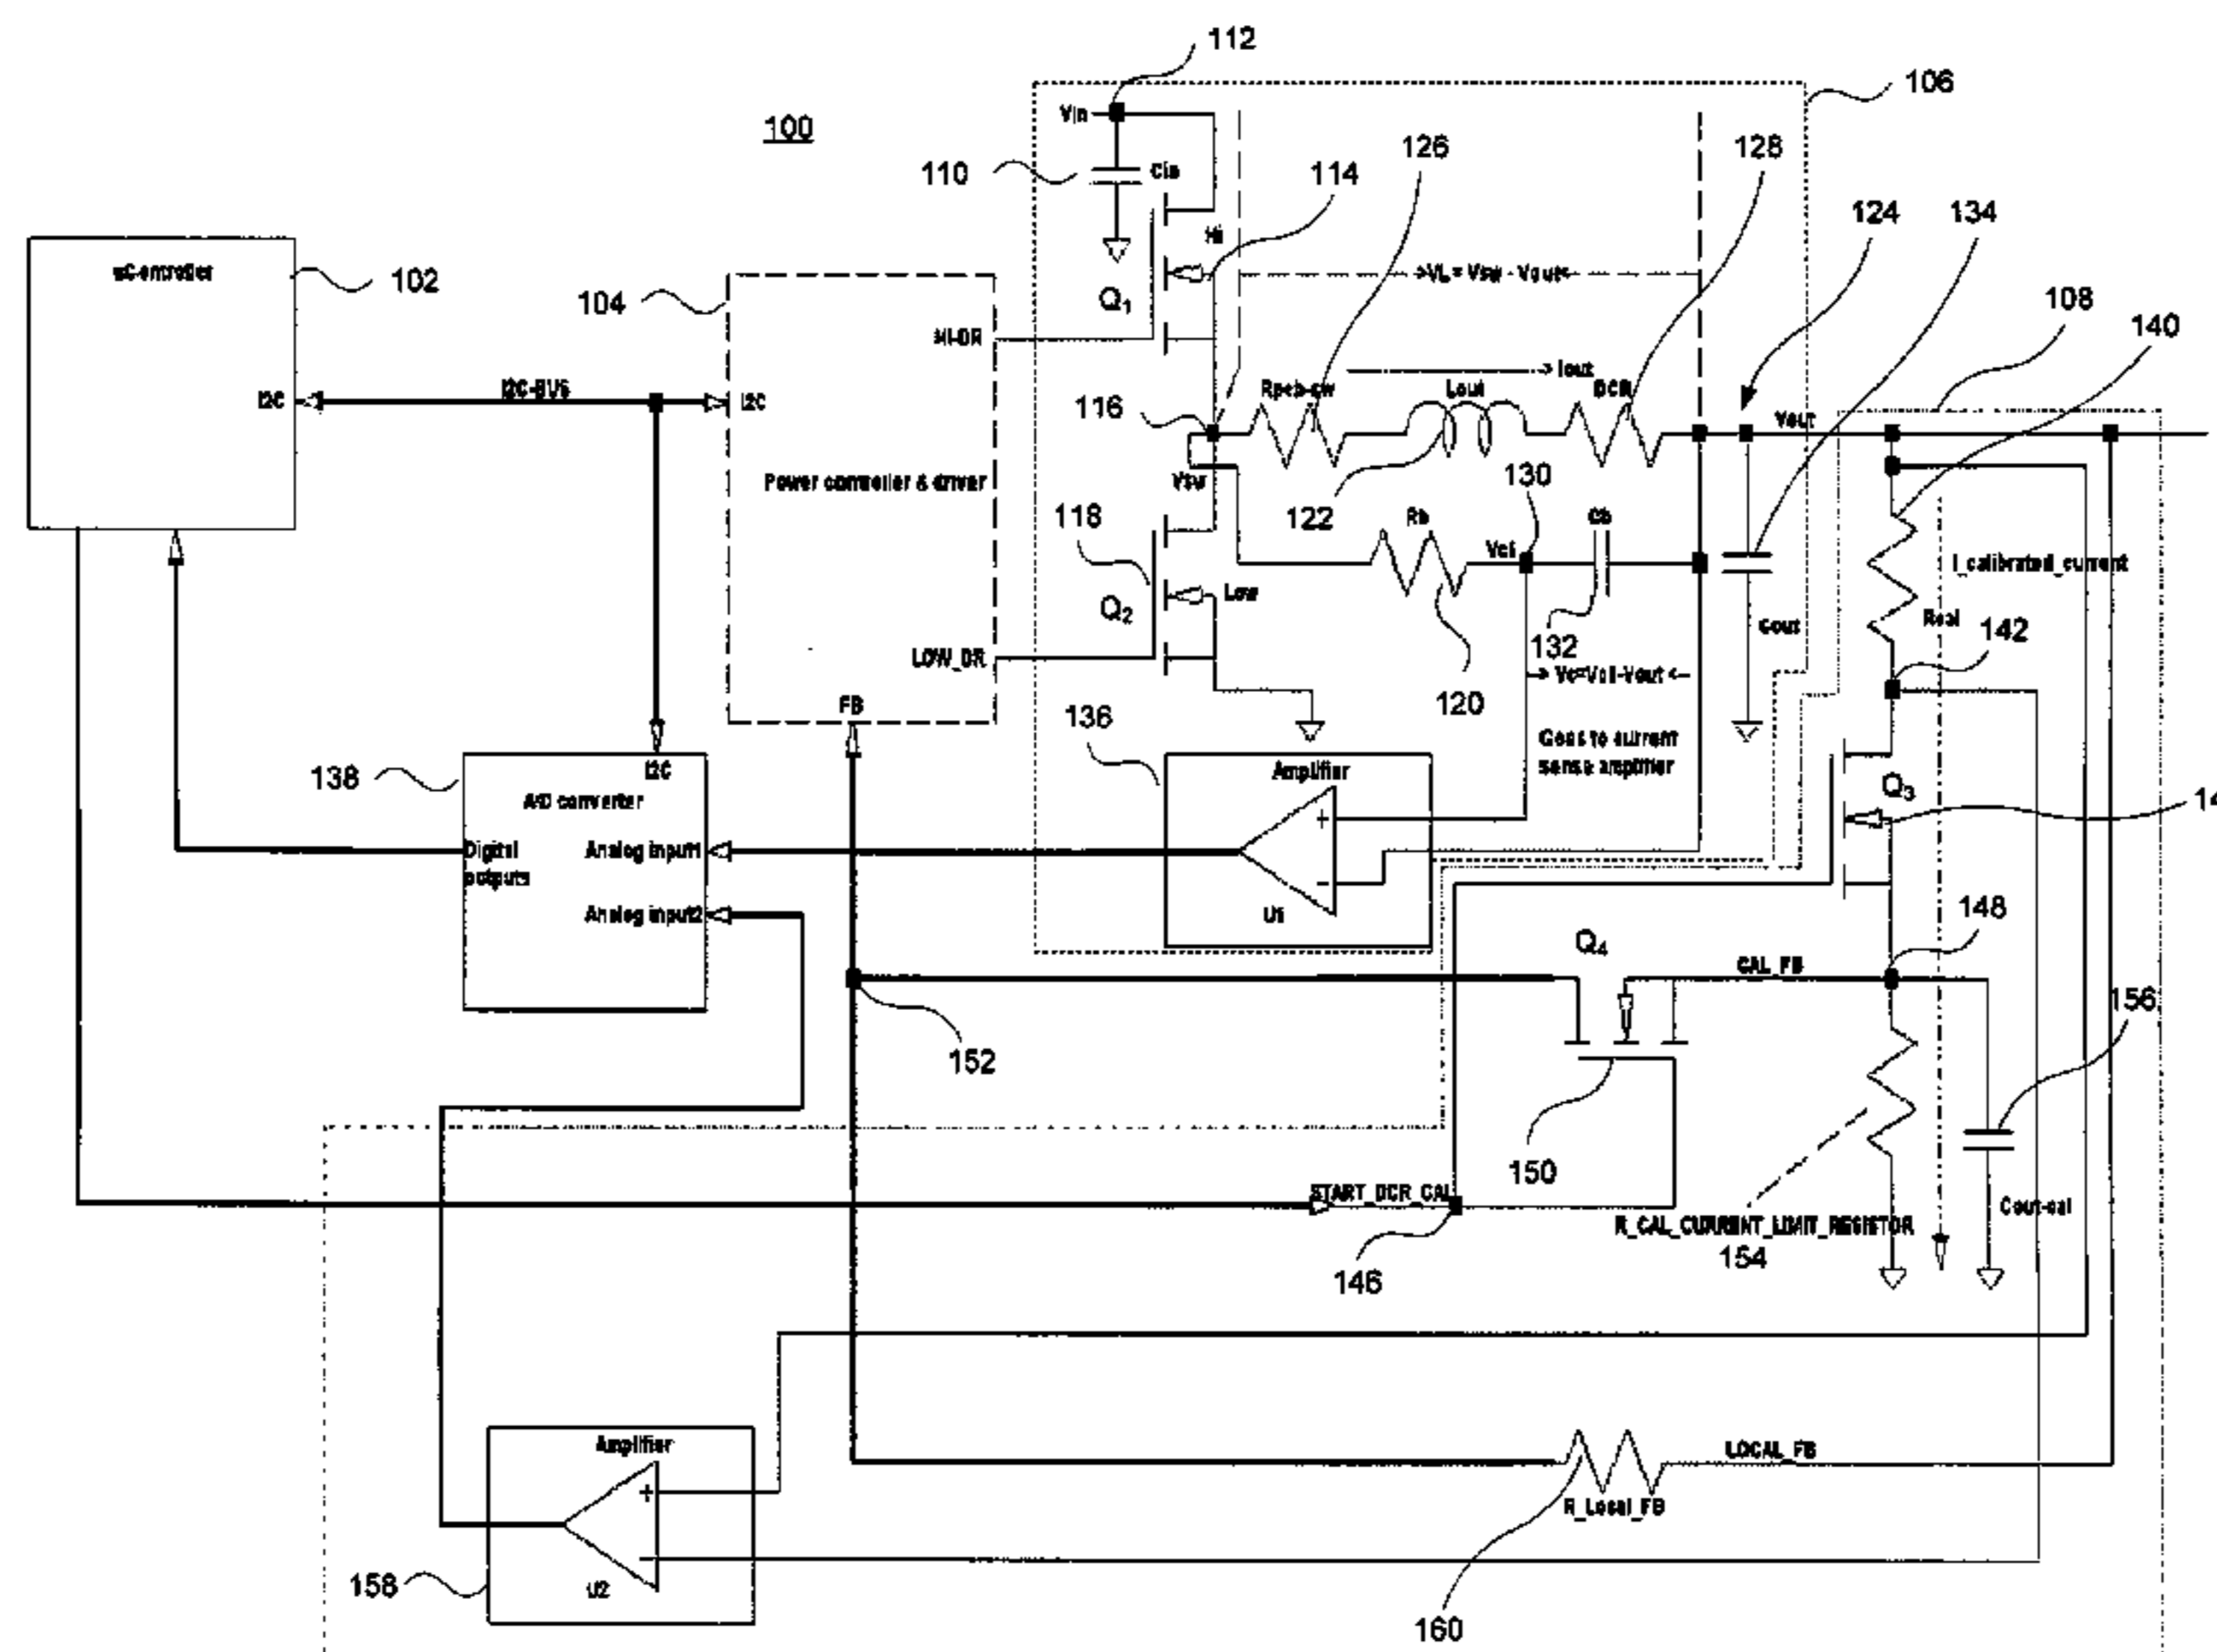 112
106
Vin
100
126
128
110
Cin
114
124
134
Hi
uController
102
104
Q1
>VL= Vsw - Vout<
108
140
HI-DR
I2C
I2C-BUS
I2C
Iout
Rpcb-sw
Lout
DCR
116
Vout
Power controller & driver
Vsw
130
118
122
Rb
Cb
I_calibrated_current
Low
Q2
Cout
Rcal
142
LOW_DR
132
120
FB
136
Goes to current
sense amplifier
138
I2C
A/D converter
Amplifier
Q3
14
Digital
outputs
Analog input1
Analog input2
U1
148
Q4
CAL_FB
156
152
150
START_DCR_CAL
R_CAL_CURRENT_LIMIT_RESISTOR
154
Cout-cal
146
Amplifier
LOCAL_FB
R_Local_FB
158
U2
160